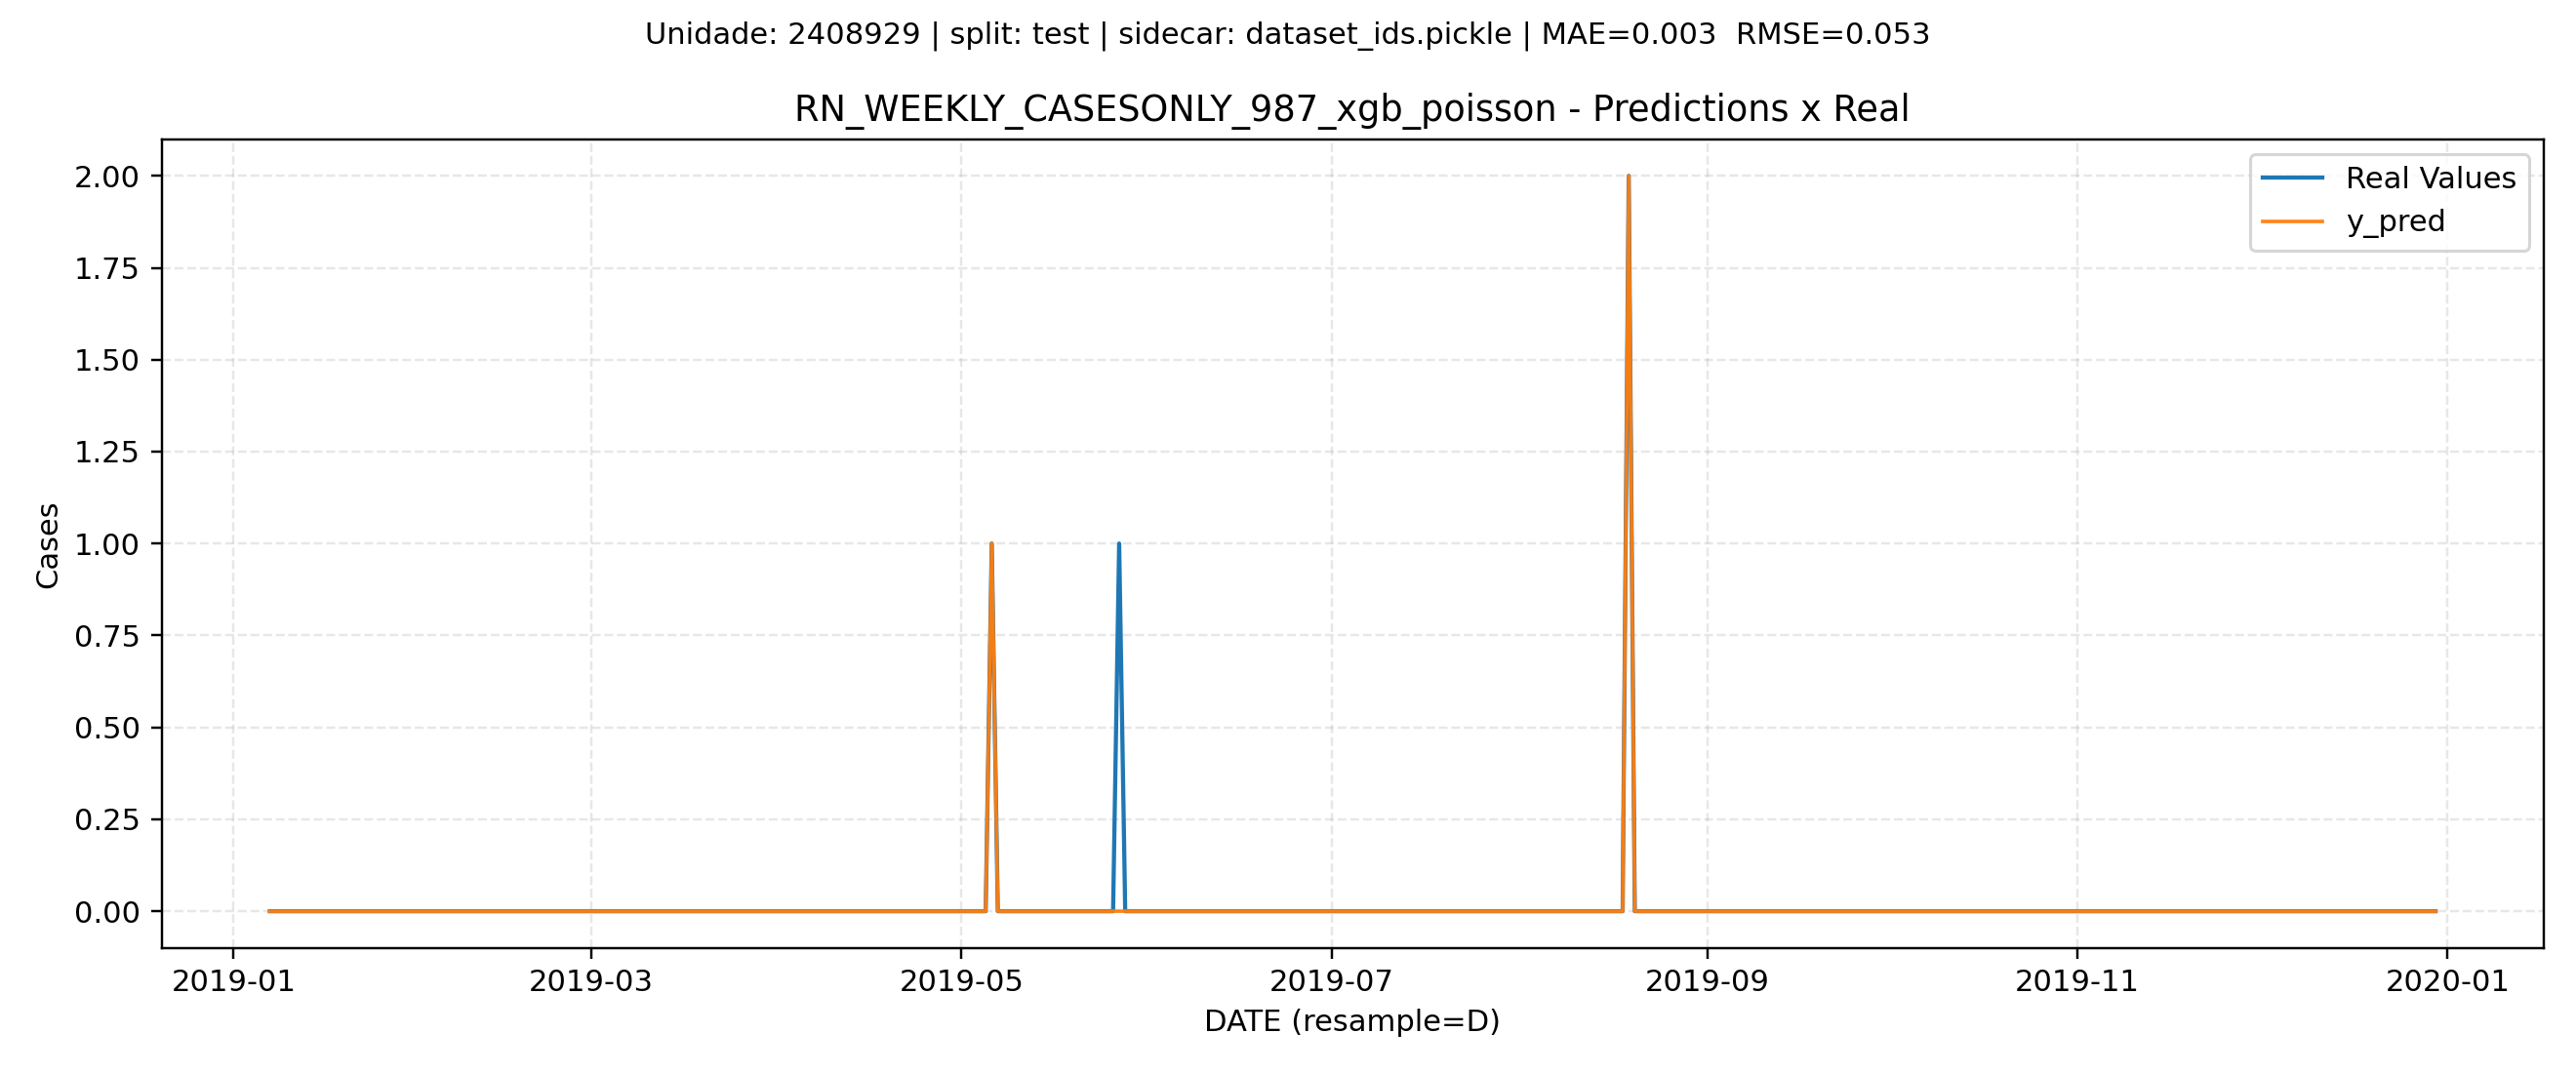 Unidade: 2408929 | split: test | sidecar: dataset_ids.pickle | MAE=0.003  RMSE=0.053
RN_WEEKLY_CASESONLY_987_xgb_poisson - Predictions x Real
Real Values
y_pred
2.00
1.75
1.50
1.25
1.00
0.75
0.50
0.25
0.00
Cases
2019-01 2019-03 2019-05 2019-07 2019-09 2019-11 2020-01
DATE (resample=D)